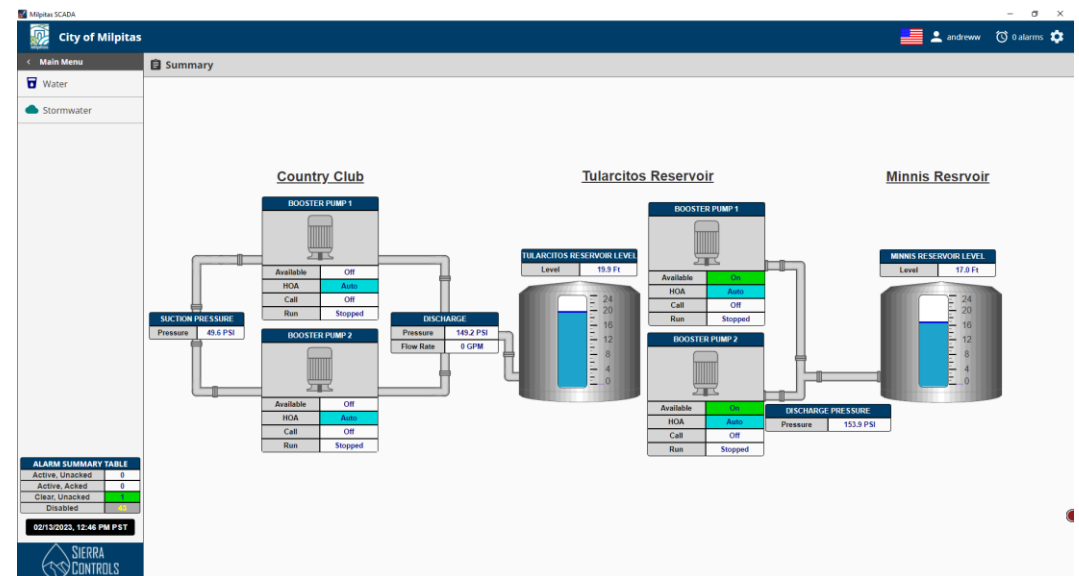 Milpitas SCADA
City of Milpitas
andreww
0 alarms
Main Menu
Summary
Water
Stormwater
Country Club
Tularcitos Reservoir
Minnis Resrvoir
BOOSTER PUMP 1
Available Off
HOA Auto
Call Off
Run Stopped
SUCTION PRESSURE
Pressure 49.6 PSI
BOOSTER PUMP 2
Available Off
HOA Auto
Call Off
Run Stopped
DISCHARGE
Pressure 149.2 PSI
Flow Rate 0 GPM
TULARCITOS RESERVOIR LEVEL
Level 19.9 Ft
24
20
16
12
8
4
0
BOOSTER PUMP 1
Available On
HOA Auto
Call Off
Run Stopped
BOOSTER PUMP 2
Available On
HOA Auto
Call Off
Run Stopped
DISCHARGE PRESSURE
Pressure 153.9 PSI
MINNIS RESERVOIR LEVEL
Level 17.0 Ft
24
20
16
12
8
4
0
ALARM SUMMARY TABLE
Active, Unacked 0
Active, Acked 0
Clear, Unacked 1
Disabled 43
02/13/2023, 12:46 PM PST
SIERRA
CONTROLS